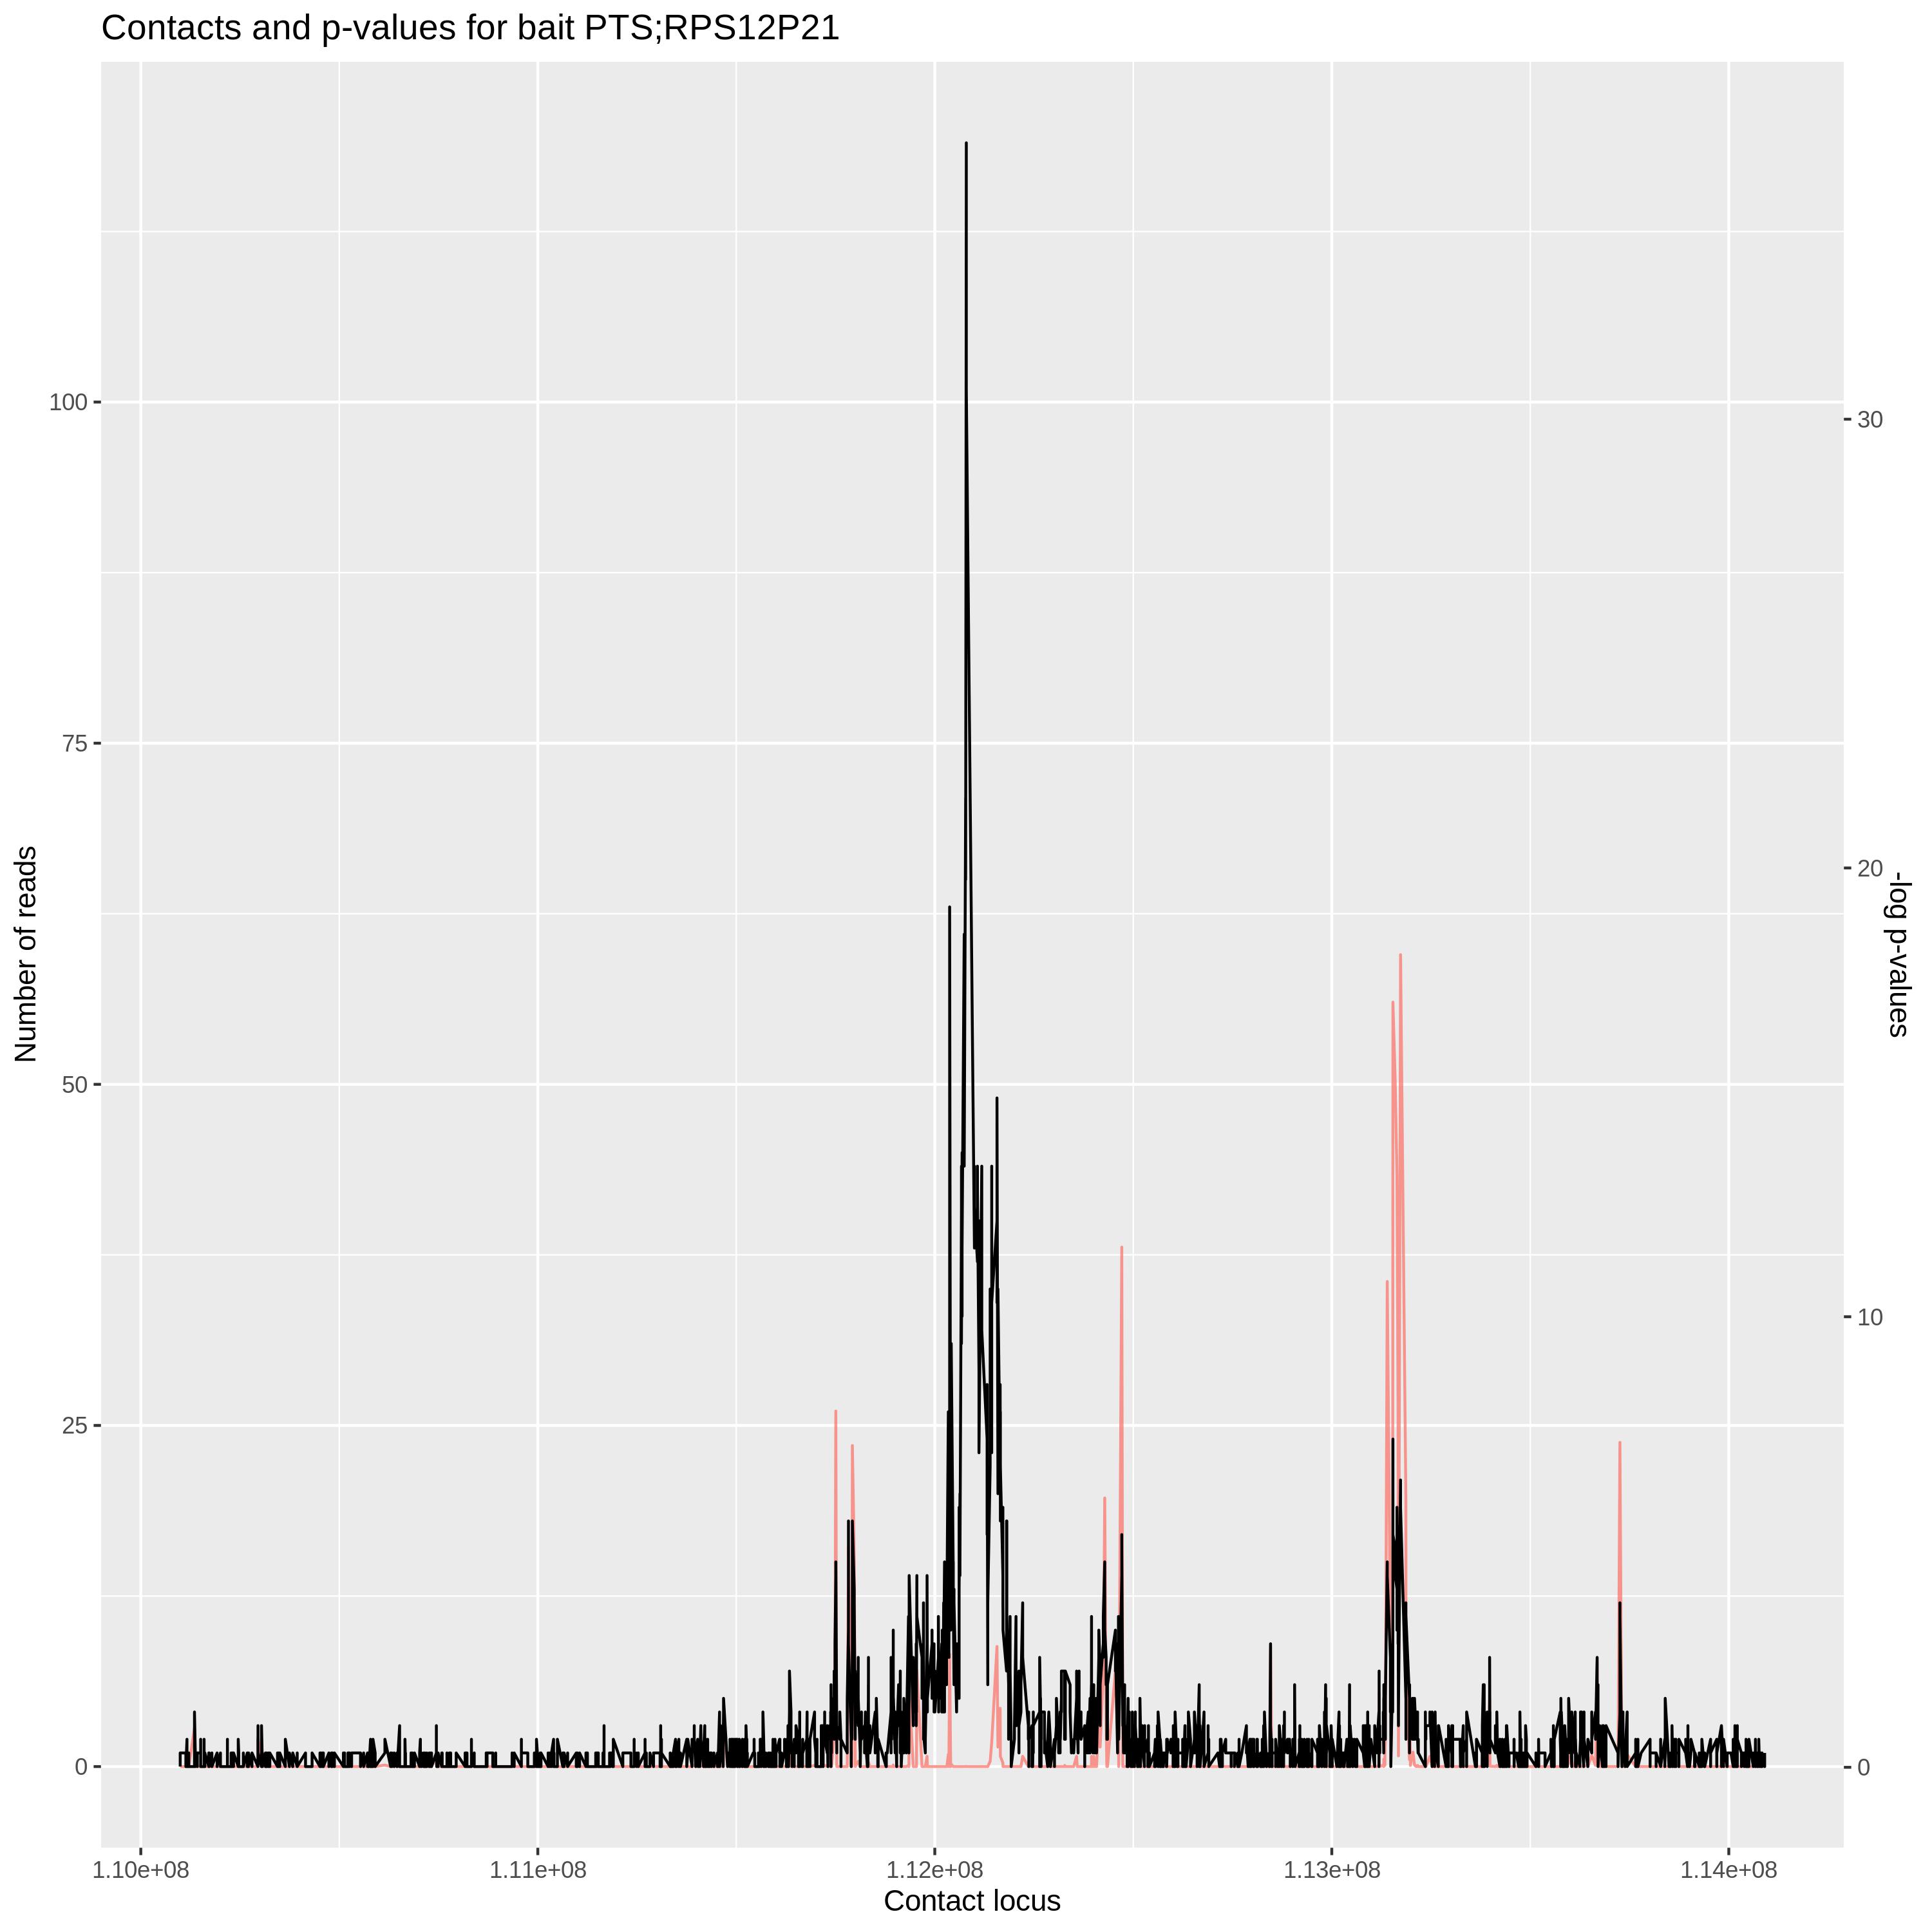 Contacts and p-values for bait PTS;RPS12P21
Number of reads
100
75
50
25
0
30
20
10
0
-log p-values
1.10e+08
1.11e+08
1.12e+08
1.13e+08
1.14e+08
Contact locus